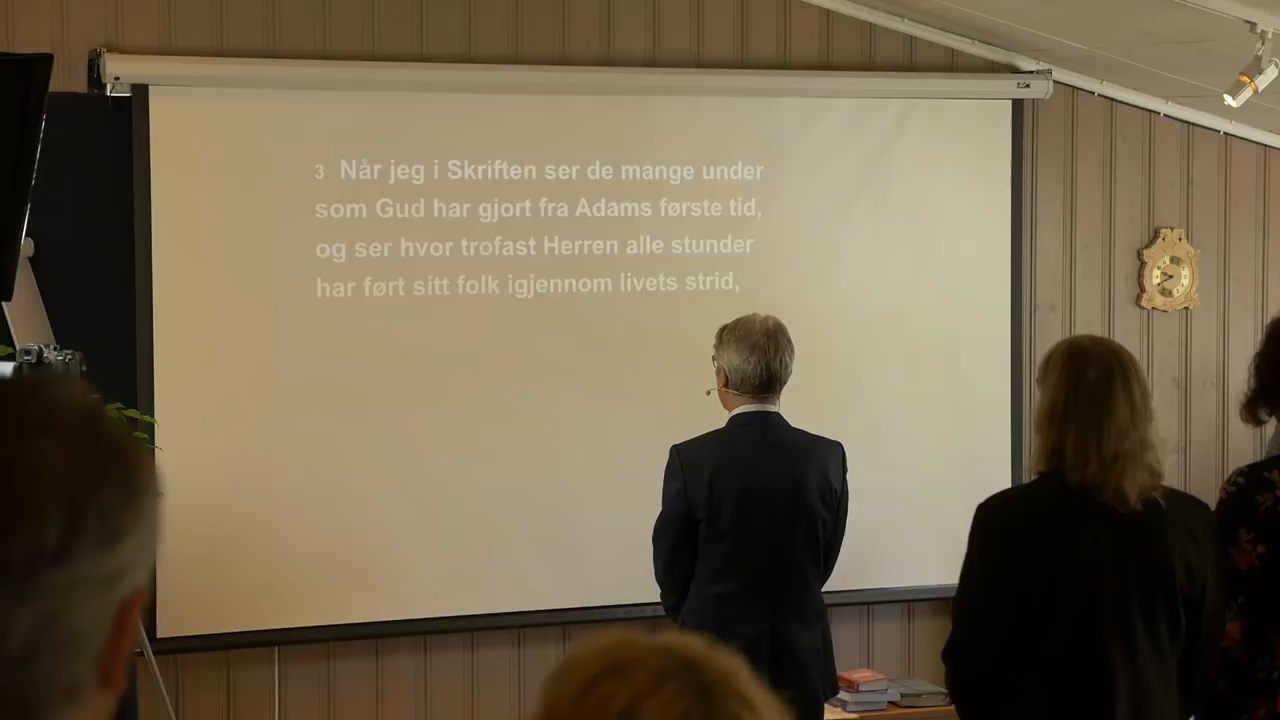 3 Når jeg i Skriften ser de mange under
som Gud har gjort fra Adams første tid,
og ser hvor trofast Herren alle stunder
har ført sitt folk igjennom livets strid,